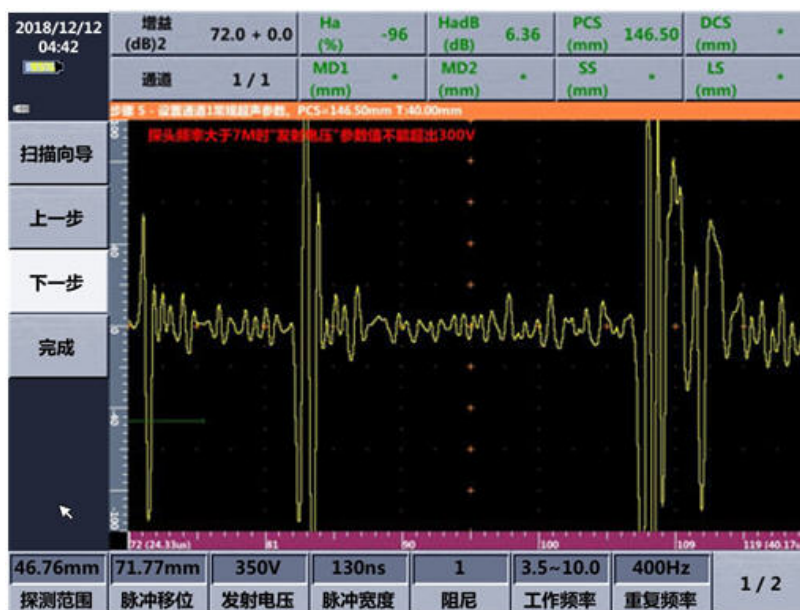 2018/12/12
04:42
增益
(dB)2
72.0 + 0.0
Ha
(%)
-96
HadB
(dB)
6.36
PCS
(mm)
146.50
DCS
(mm)
*
通道
1 / 1
MD1
(mm)
*
MD2
(mm)
*
SS
(mm)
*
LS
(mm)
*
步骤 5 - 设置通道1常规超声参数，PCS=146.50mm T:40.00mm
探头频率大于7M时"发射电压"参数值不能超出300V
扫描向导
上一步
下一步
完成
100
40
00
-40
-100
72 (24.33us)
81
90
100
109
119 (40.17u
46.76mm
71.77mm
350V
130ns
1
3.5~10.0
400Hz
1 / 2
探测范围
脉冲移位
发射电压
脉冲宽度
阻尼
工作频率
重复频率